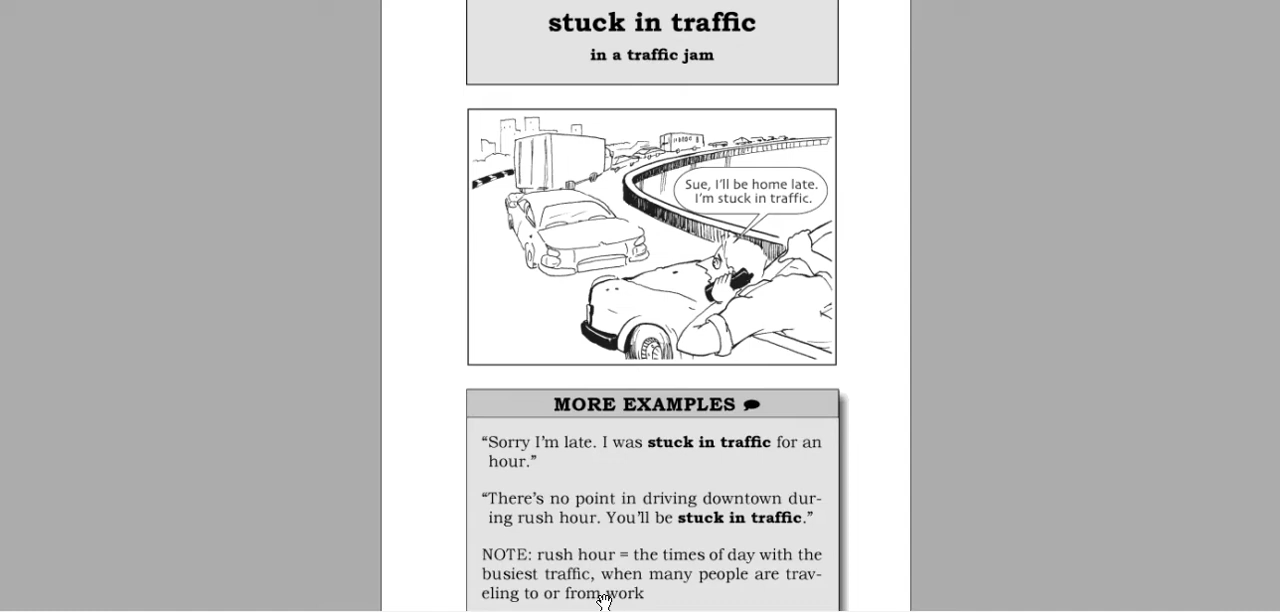 stuck in traffic
in a traffic jam
Sue, I'll be home late.
I'm stuck in traffic.
MORE EXAMPLES
“Sorry I'm late. I was stuck in traffic for an
hour.”
“There's no point in driving downtown dur-
ing rush hour. You'll be stuck in traffic.”
NOTE: rush hour = the times of day with the
busiest traffic, when many people are trav-
eling to or from work